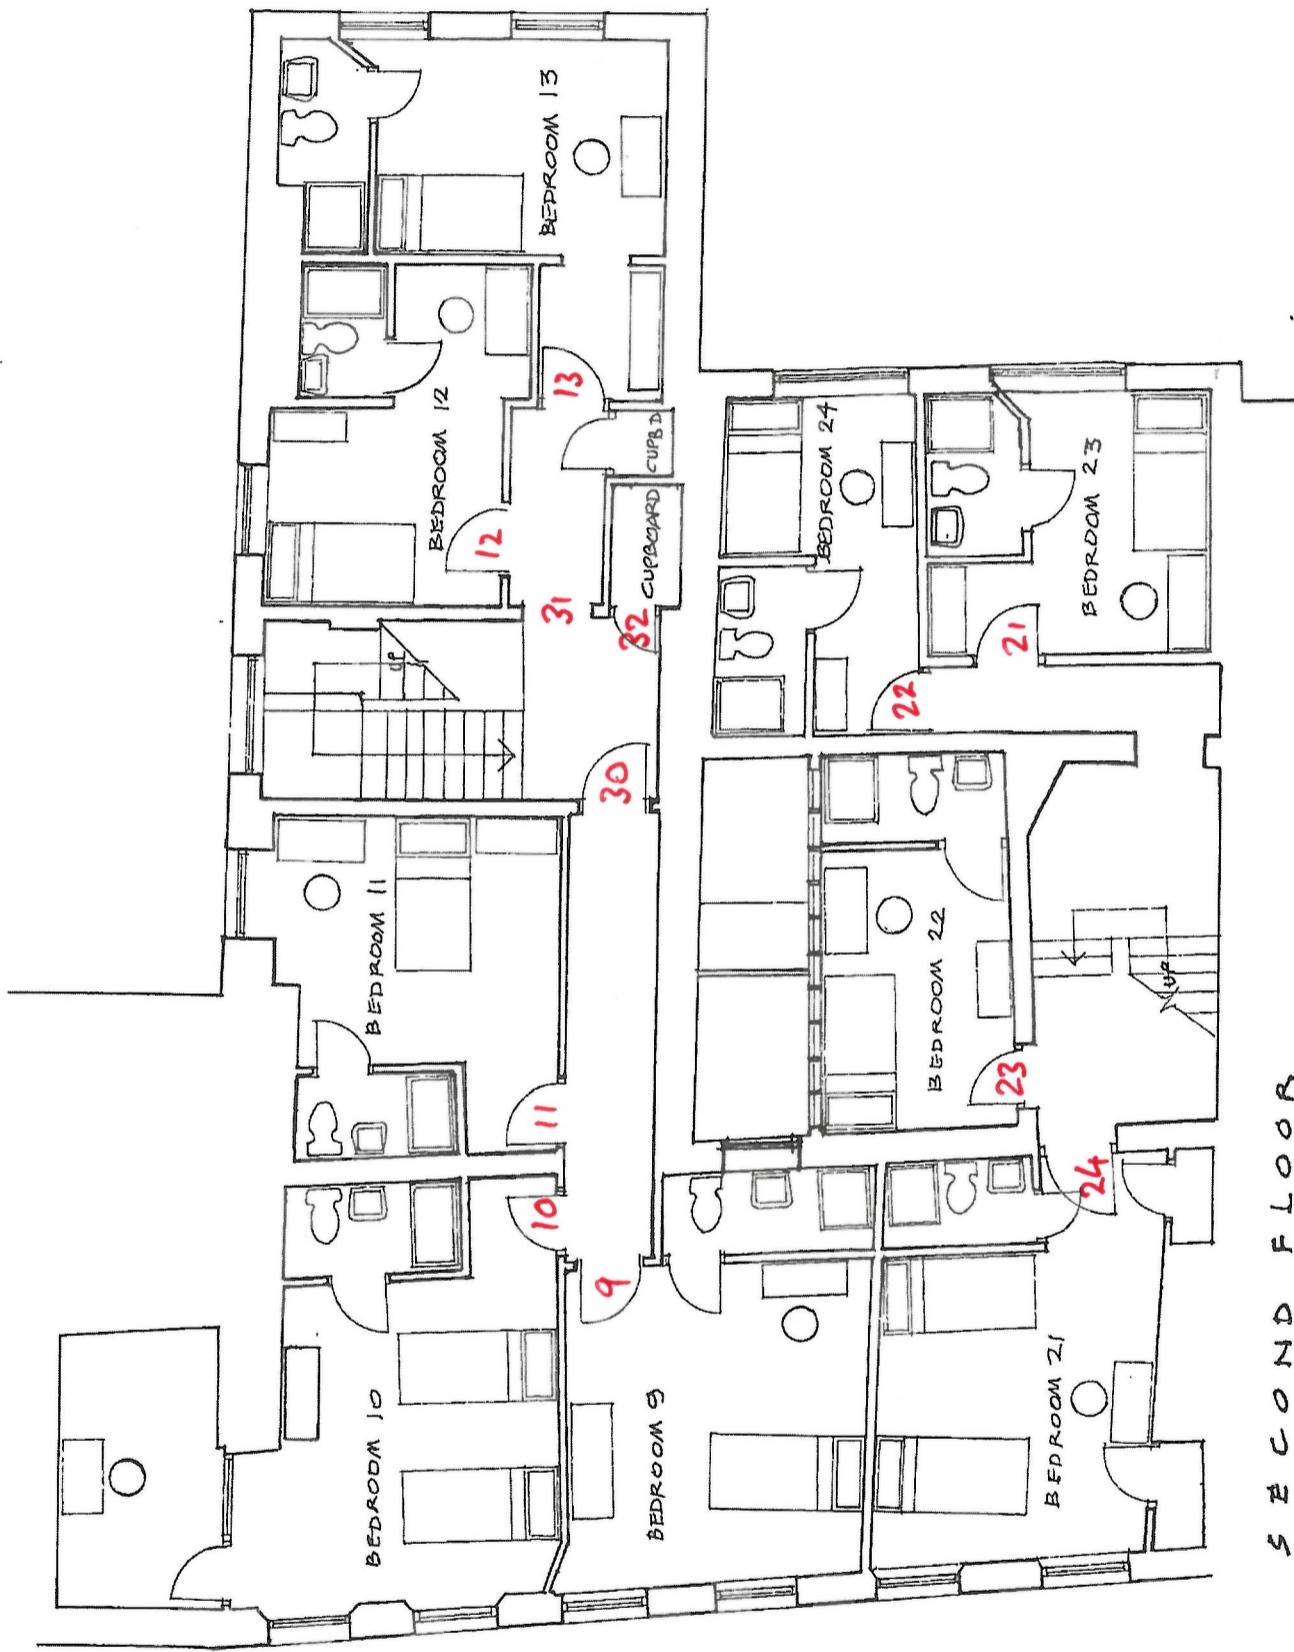 BEDROOM 13
13
BEDROOM 12
12
CUPBD
CUPBOARD
31
32
UP
30
BEDROOM 11
11
10
9
BEDROOM 10
BEDROOM 9
BEDROOM 24
22
BEDROOM 23
21
BEDROOM 22
23
UP
24
BEDROOM 21
SECOND FLOOR